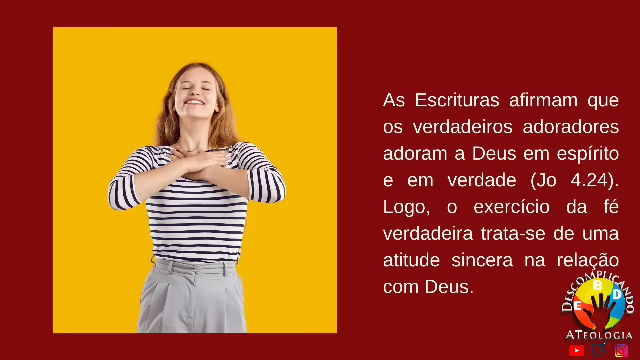 As Escrituras afirmam que
os verdadeiros adoradores
adoram a Deus em espírito
e em verdade (Jo 4.24).
Logo, o exercício da fé
verdadeira trata-se de uma
atitude sincera na relação
com Deus.
DESCOMPLICANDO
E B D
A TEOLOGIA